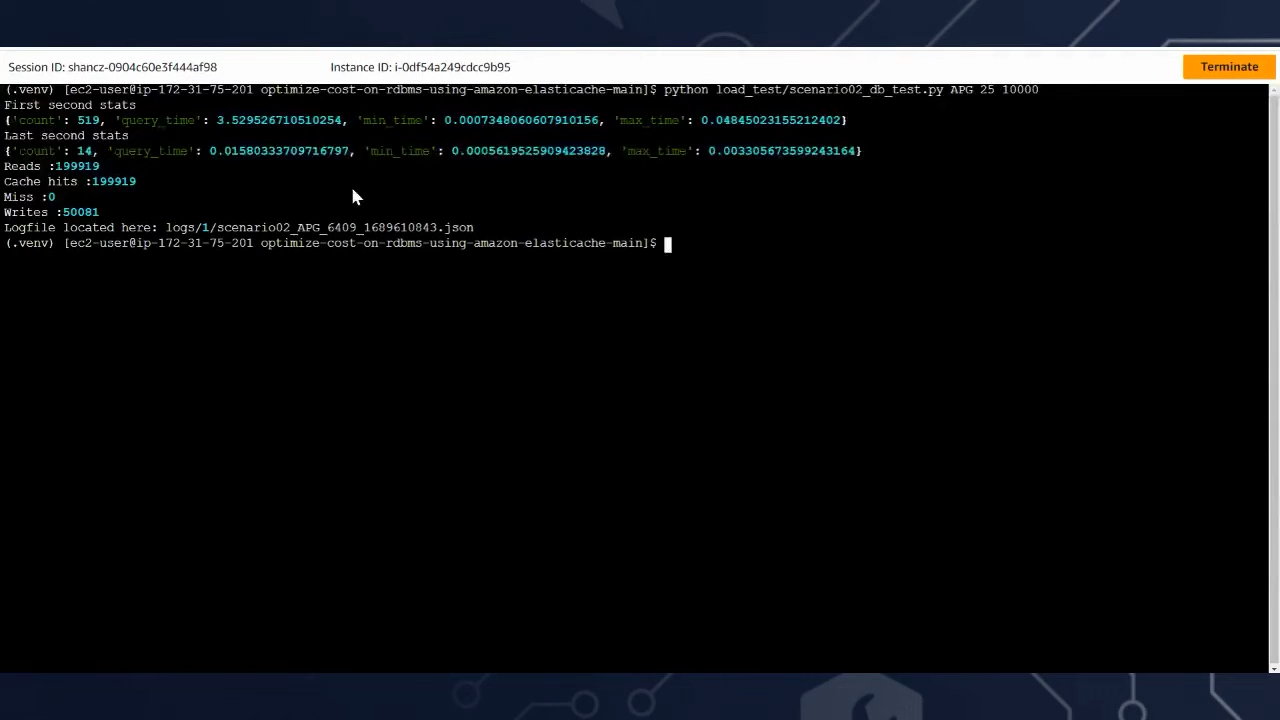 Session ID: shancz-0904c60e3f444af98
Instance ID: i-0df54a249cdcc9b95
Terminate
(.venv) [ec2-user@ip-172-31-75-201 optimize-cost-on-rdbms-using-amazon-elasticache-main]$ python load_test/scenario02_db_test.py APG 25 10000
First second stats
{'count': 519, 'query_time': 3.529526710510254, 'min_time': 0.0007348060607910156, 'max_time': 0.04845023155212402}
Last second stats
{'count': 14, 'query_time': 0.01580333709716797, 'min_time': 0.0005619525909423828, 'max_time': 0.003305673599243164}
Reads :199919
Cache hits :199919
Miss :0
Writes :50081
Logfile located here: logs/1/scenario02_APG_6409_1689610843.json
(.venv) [ec2-user@ip-172-31-75-201 optimize-cost-on-rdbms-using-amazon-elasticache-main]$